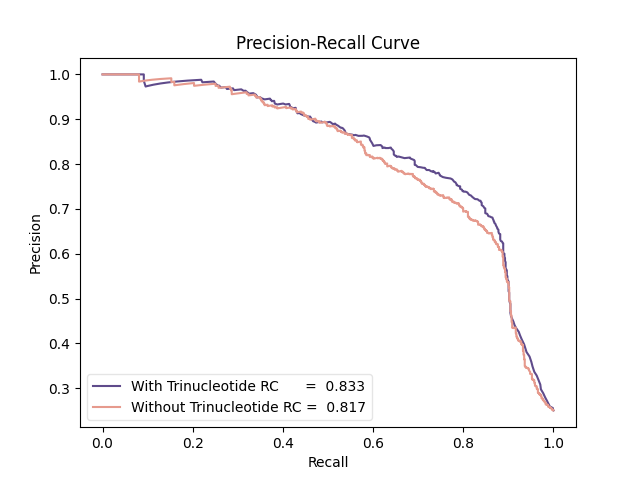 Precision-Recall Curve
1.0
0.9
0.8
0.7
0.6
0.5
0.4
0.3
Precision
With Trinucleotide RC = 0.833
Without Trinucleotide RC = 0.817
0.0 0.2 0.4 0.6 0.8 1.0
Recall